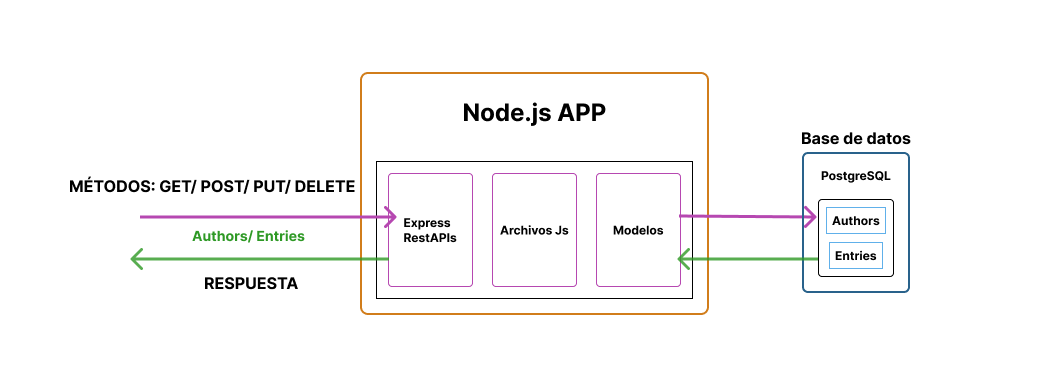 Node.js APP
MÉTODOS: GET/ POST/ PUT/ DELETE
Authors/ Entries
RESPUESTA
Express
RestAPIs
Archivos Js
Modelos
Base de datos
PostgreSQL
Authors
Entries